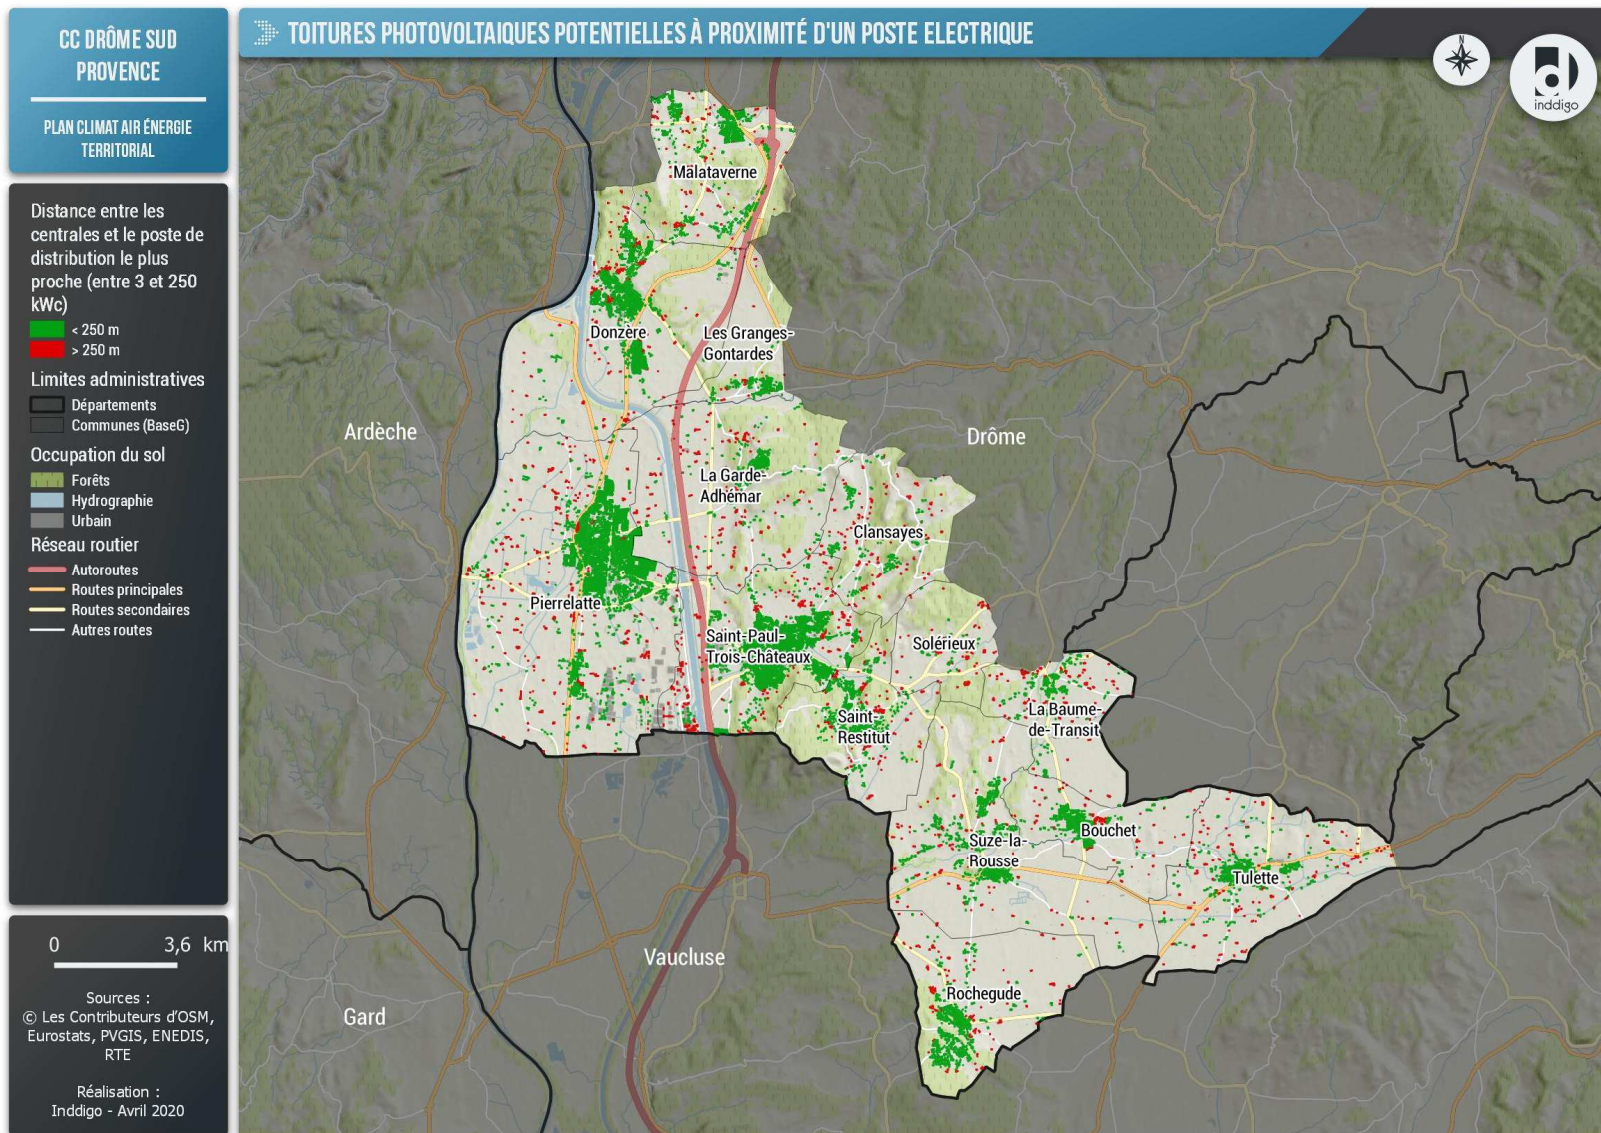 CC DRÔME SUD
PROVENCE
PLAN CLIMAT AIR ÉNERGIE
TERRITORIAL
TOITURES PHOTOVOLTAIQUES POTENTIELLES À PROXIMITÉ D'UN POSTE ELECTRIQUE
N
inddigo
Distance entre les
centrales et le poste de
distribution le plus
proche (entre 3 et 250
kWc)
< 250 m
> 250 m
Limites administratives
Départements
Communes (BaseG)
Occupation du sol
Forêts
Hydrographie
Urbain
Réseau routier
Autoroutes
Routes principales
Routes secondaires
Autres routes
0 3,6 km
Sources :
© Les Contributeurs d'OSM,
Eurostats, PVGIS, ENEDIS,
RTE
Réalisation :
Inddigo - Avril 2020
Malataverne
Donzère
Les Granges-
Gontardes
Ardèche
Drôme
La Garde-
Adhémar
Clansayes
Pierrelatte
Saint-Paul-
Trois-Châteaux
Solérieux
Saint-
Restitut
La Baume-
de-Transit
Bouchet
Suze-la-
Rousse
Tulette
Vaucluse
Rochegude
Gard